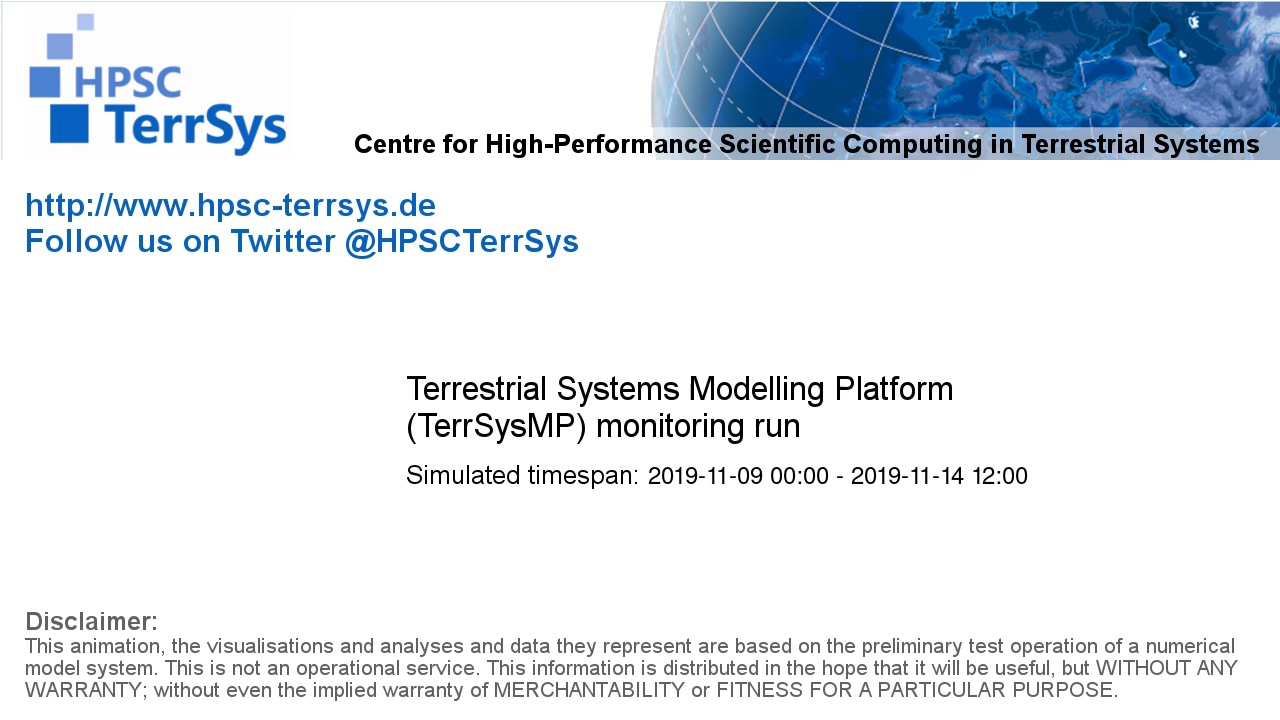 HPSC
TerrSys
Centre for High-Performance Scientific Computing in Terrestrial Systems
http://www.hpsc-terrsys.de
Follow us on Twitter @HPSCTerrSys
Terrestrial Systems Modelling Platform
(TerrSysMP) monitoring run
Simulated timespan: 2019-11-09 00:00 - 2019-11-14 12:00
Disclaimer:
This animation, the visualisations and analyses and data they represent are based on the preliminary test operation of a numerical
model system. This is not an operational service. This information is distributed in the hope that it will be useful, but WITHOUT ANY
WARRANTY; without even the implied warranty of MERCHANTABILITY or FITNESS FOR A PARTICULAR PURPOSE.